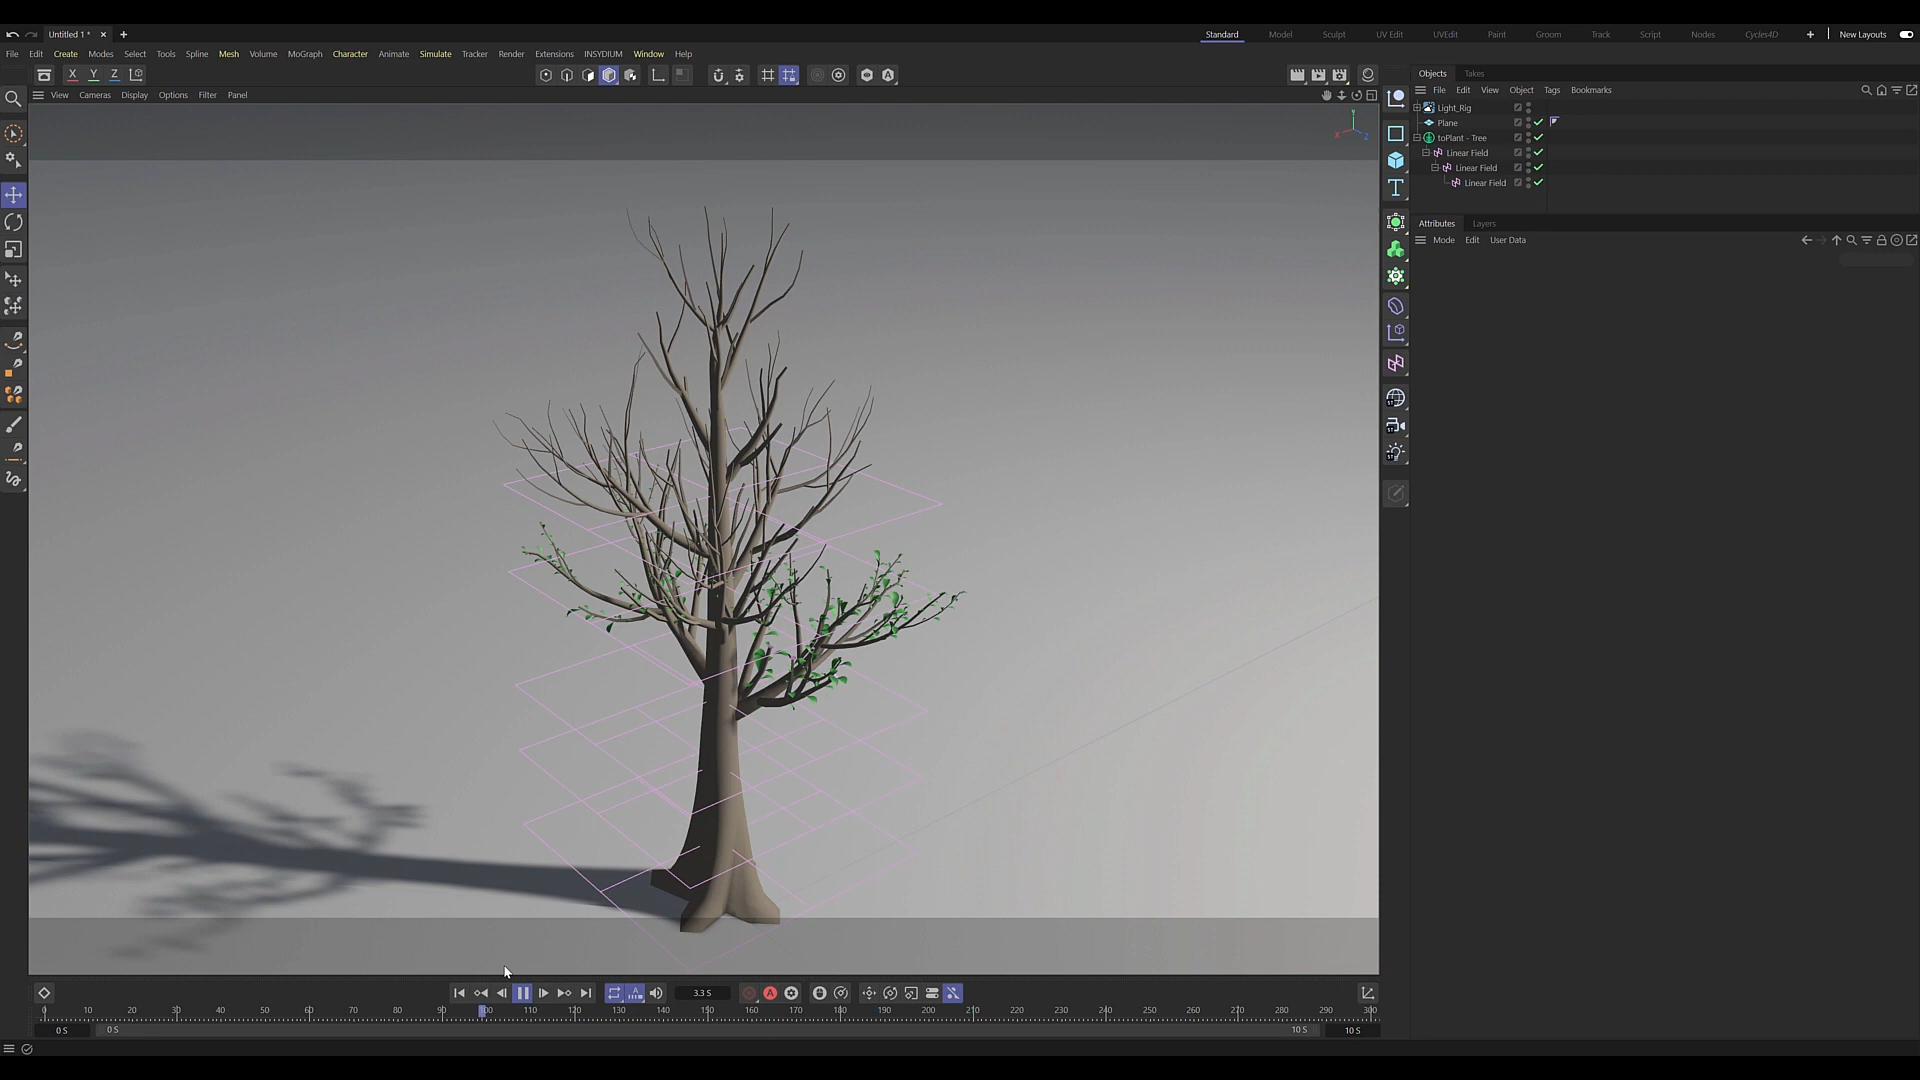 Untitled 1 *
Standard Model Sculpt UV Edit UVEdit Paint Groom Track Script Nodes Cycles4D New Layouts
File Edit Create Modes Select Tools Spline Mesh Volume MoGraph Character Animate Simulate Tracker Render Extensions INSYDIUM Window Help
X Y Z
Objects Takes
View Cameras Display Options Filter Panel
File Edit View Object Tags Bookmarks
Light_Rig
Plane
toPlant - Tree
Linear Field
Linear Field
Linear Field
Attributes Layers
Mode Edit User Data
3.3 S
0 10 20 30 40 50 60 70 80 90 100 110 120 130 140 150 160 170 180 190 200 210 220 230 240 250 260 270 280 290 300
0 S 0 S 10 S 10 S